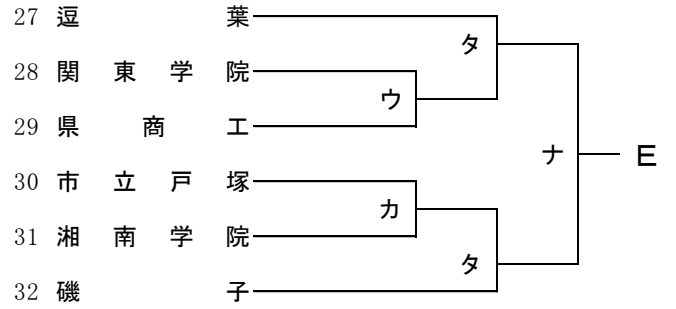 27 逗葉
タ
28 関東学院
ウ
29 県商工
ナ E
30 市立戸塚
カ
31 湘南学院
タ
32 磯子